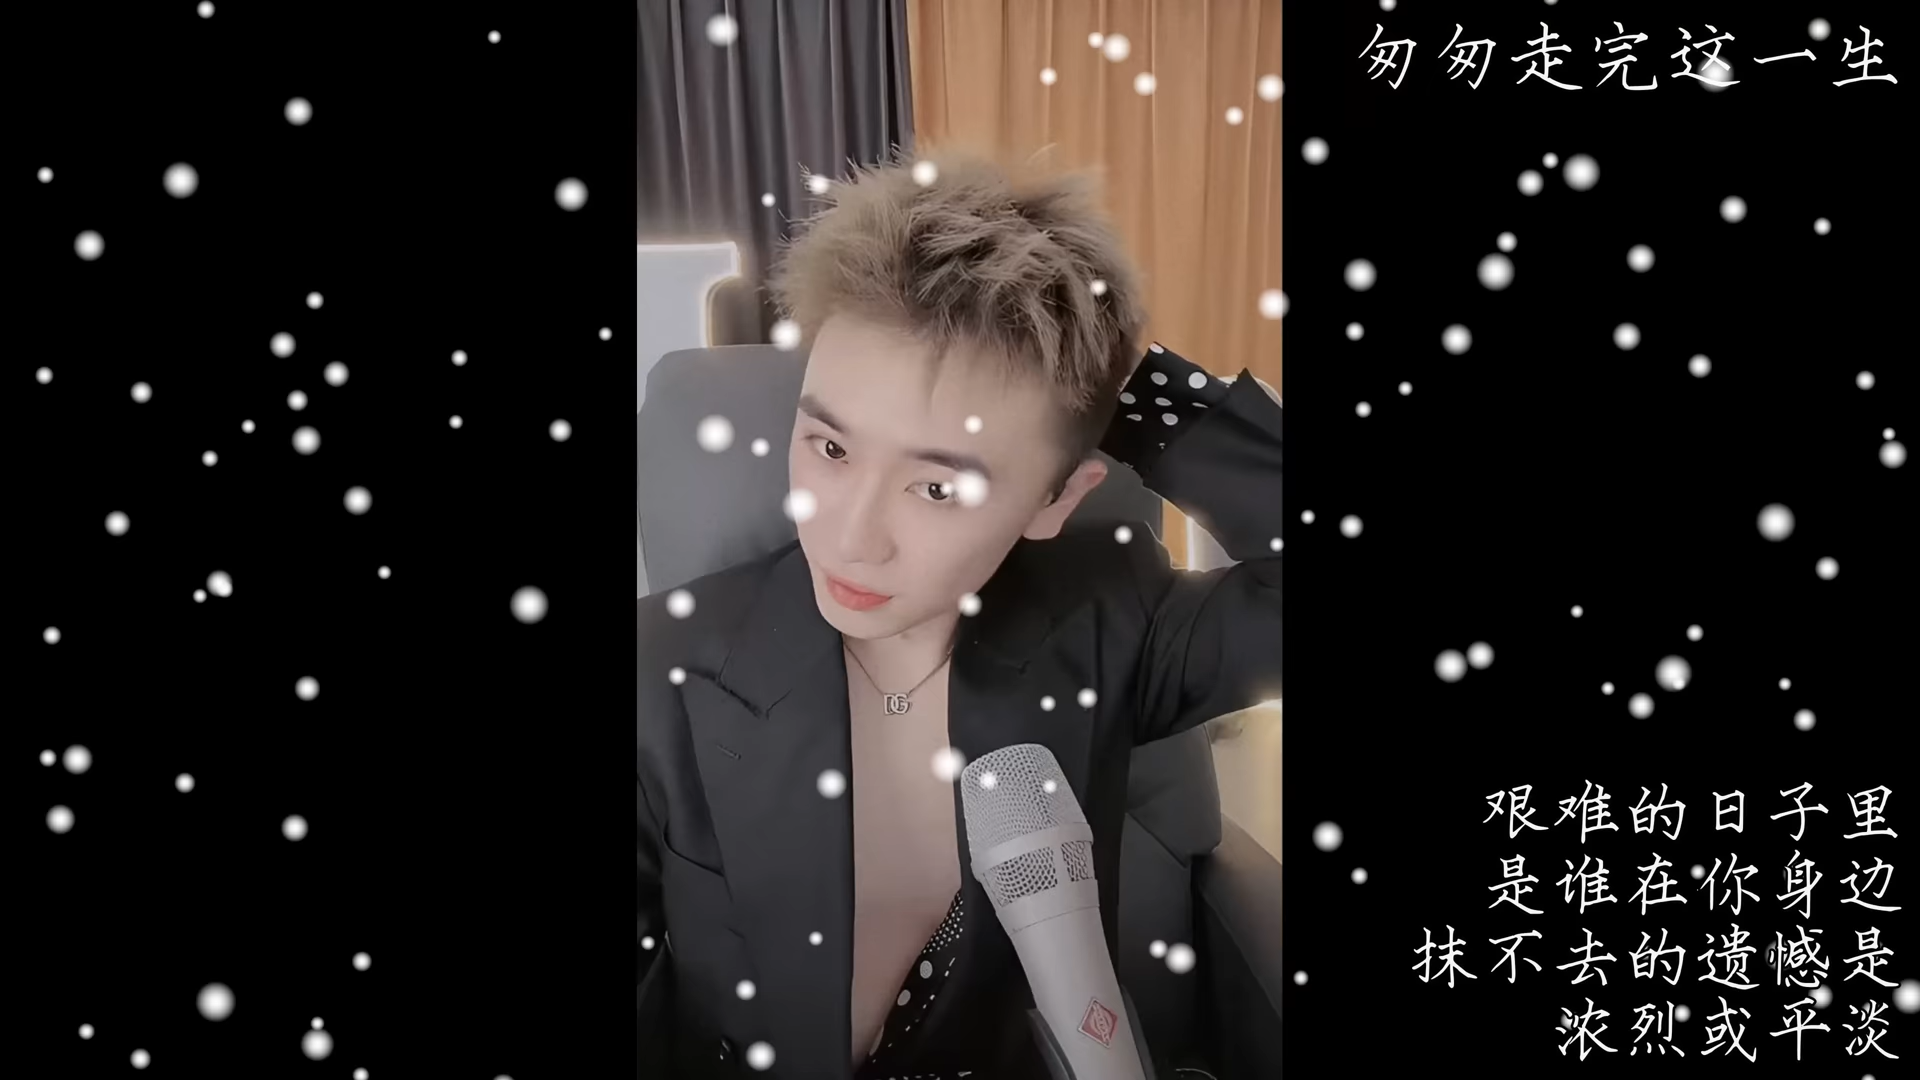 匆匆走完这一生
DG
艰难的日子里
是谁在你身边
抹不去的遗憾是
浓烈或平淡